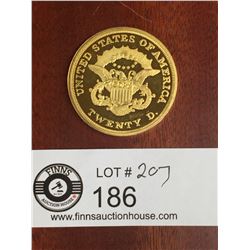 UNITED STATES OF AMERICA
TWENTY D.
FINNS
AUCTION HOUSE
LOT # 207
186
www.finnsauctionhouse.com